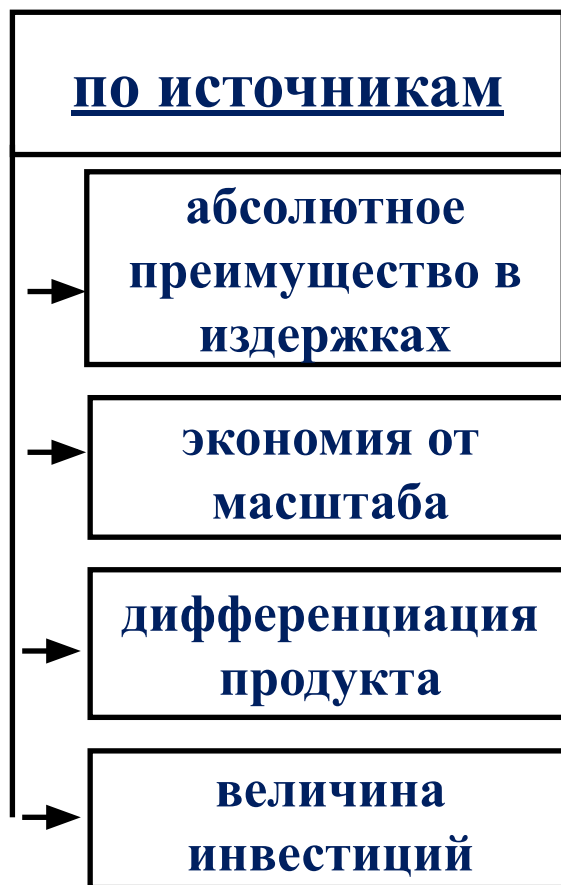 по источникам
абсолютное
преимущество в
издержках
экономия от
масштаба
дифференциация
продукта
величина
инвестиций